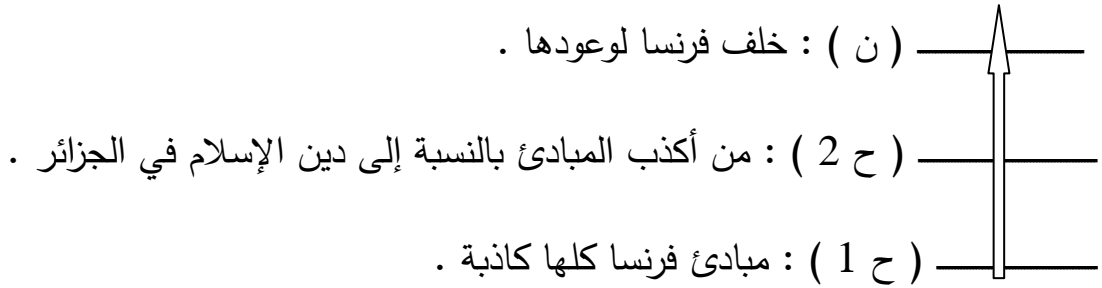 ( ن ) : خلف فرنسا لوعودها .
( ح 2 ) : من أكذب المبادئ بالنسبة إلى دين الإسلام في الجزائر .
( ح 1 ) : مبادئ فرنسا كلها كاذبة .